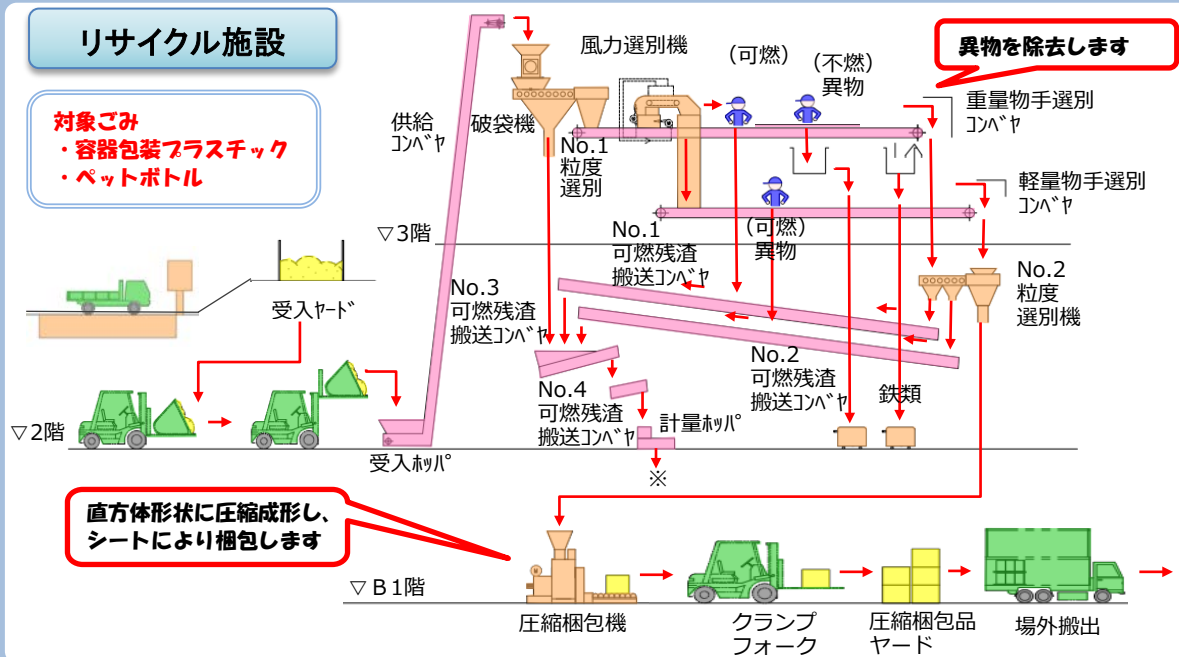 リサイクル施設
対象ごみ
・容器包装プラスチック
・ペットボトル
供給
ｺﾝﾍﾞﾔ
破袋機
風力選別機
(可燃)
(不燃)
異物
異物を除去します
重量物手選別
ｺﾝﾍﾞﾔ
No.1
粒度
選別
軽量物手選別
ｺﾝﾍﾞﾔ
▽3階
No.1
可燃残渣
搬送ｺﾝﾍﾞﾔ
(可燃)
異物
受入ﾔｰﾄﾞ
No.3
可燃残渣
搬送ｺﾝﾍﾞﾔ
No.2
粒度
選別機
No.4
可燃残渣
搬送ｺﾝﾍﾞﾔ
No.2
可燃残渣
搬送ｺﾝﾍﾞﾔ
鉄類
計量ﾎｯﾊﾟ
▽2階
受入ﾎｯﾊﾟ
※
直方体形状に圧縮成形し、
シートにより梱包します
▽Ｂ1階
圧縮梱包機
クランプ
フォーク
圧縮梱包品
ヤード
場外搬出